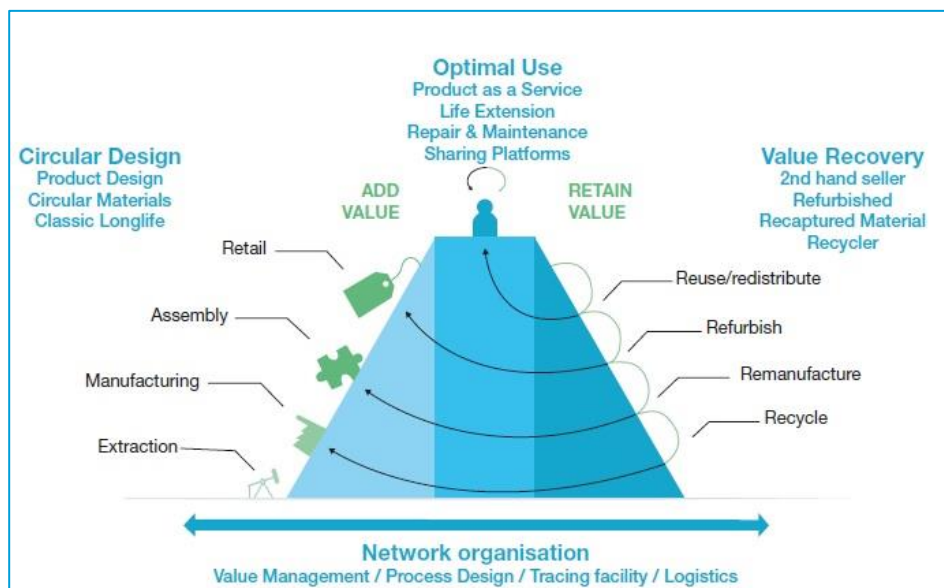 Optimal Use
Product as a Service
Life Extension
Repair & Maintenance
Sharing Platforms
Circular Design
Product Design
Circular Materials
Classic Longlife
ADD
VALUE
RETAIN
VALUE
Value Recovery
2nd hand seller
Refurbished
Recaptured Material
Recycler
Retail
Assembly
Manufacturing
Extraction
Reuse/redistribute
Refurbish
Remanufacture
Recycle
Network organisation
Value Management / Process Design / Tracing facility / Logistics